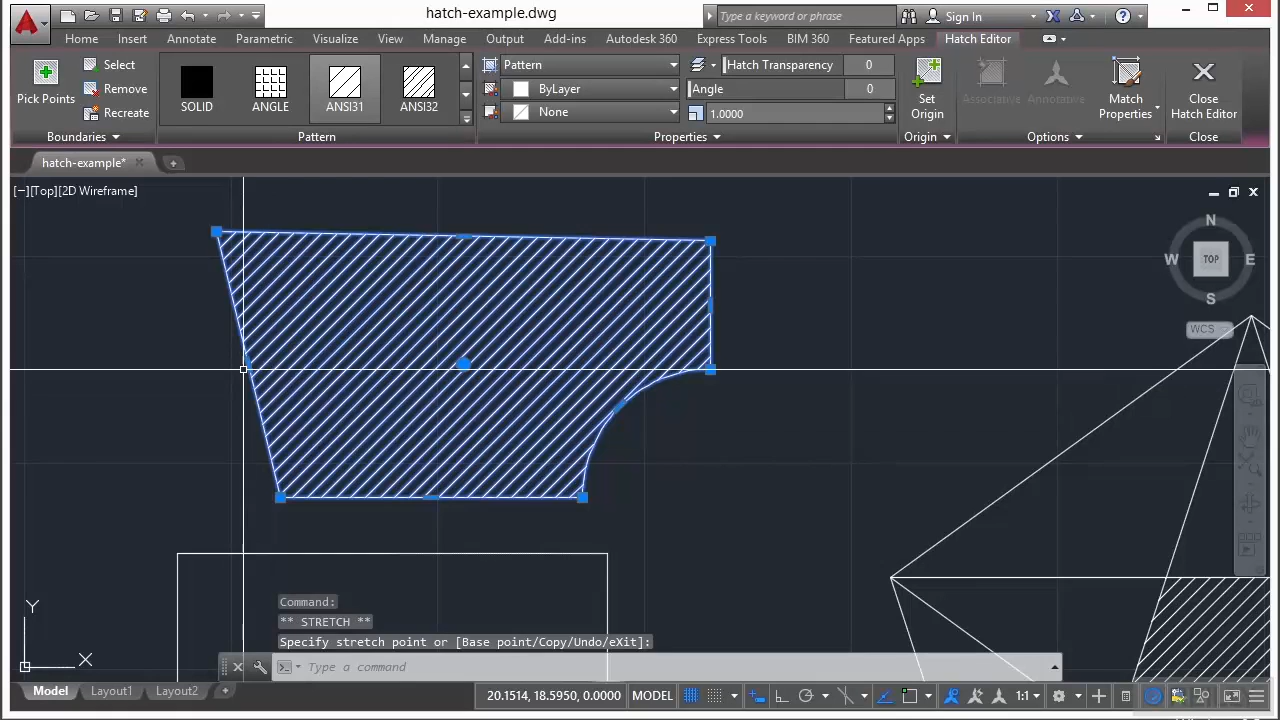 hatch-example.dwg
Type a keyword or phrase
Sign In
Home Insert Annotate Parametric Visualize View Manage Output Add-ins Autodesk 360 Express Tools BIM 360 Featured Apps Hatch Editor
Pick Points
Select
Remove
Recreate
SOLID ANGLE ANSI31 ANSI32
Pattern
ByLayer
None
Hatch Transparency 0
Angle 0
1.0000
Set
Origin
Associative
Annotative
Match
Properties
Close
Hatch Editor
Boundaries Pattern Properties Origin Options Close
hatch-example*
[−][Top][2D Wireframe]
N
W TOP E
S
WCS
Y
X
Command:
** STRETCH **
Specify stretch point or [Base point/Copy/Undo/eXit]:
Type a command
Model Layout1 Layout2
20.1514, 18.5950, 0.0000 MODEL 1:1